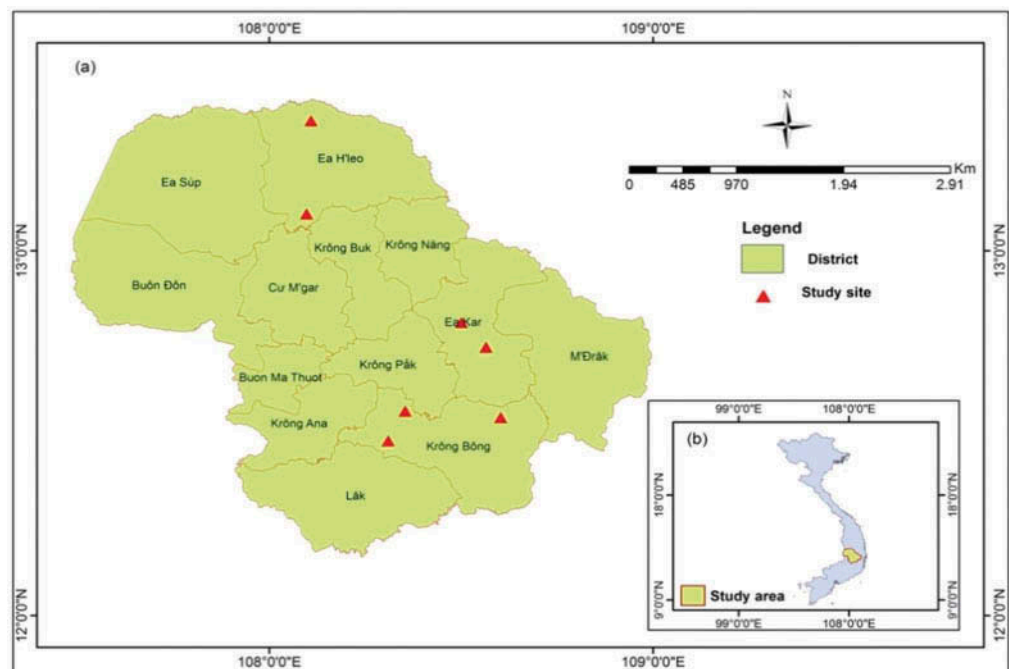 108°0'0"E 109°0'0"E
(a)
N
Ea H'leo
Ea Súp
Km
0 485 970 1.94 2.91
Legend
District
Study site
13°0'0"N 13°0'0"N
Krông Buk Krông Năng
Buôn Đôn Cư M'gar
Ea Kar
Krông Pắk M'Đrăk
Buon Ma Thuot
Krông Ana
Krông Bông
Lăk
99°0'0"E 108°0'0"E
(b)
18°0'0"N 18°0'0"N
Study area
9°0'0"N 9°0'0"N
99°0'0"E 108°0'0"E
12°0'0"N 12°0'0"N
108°0'0"E 109°0'0"E